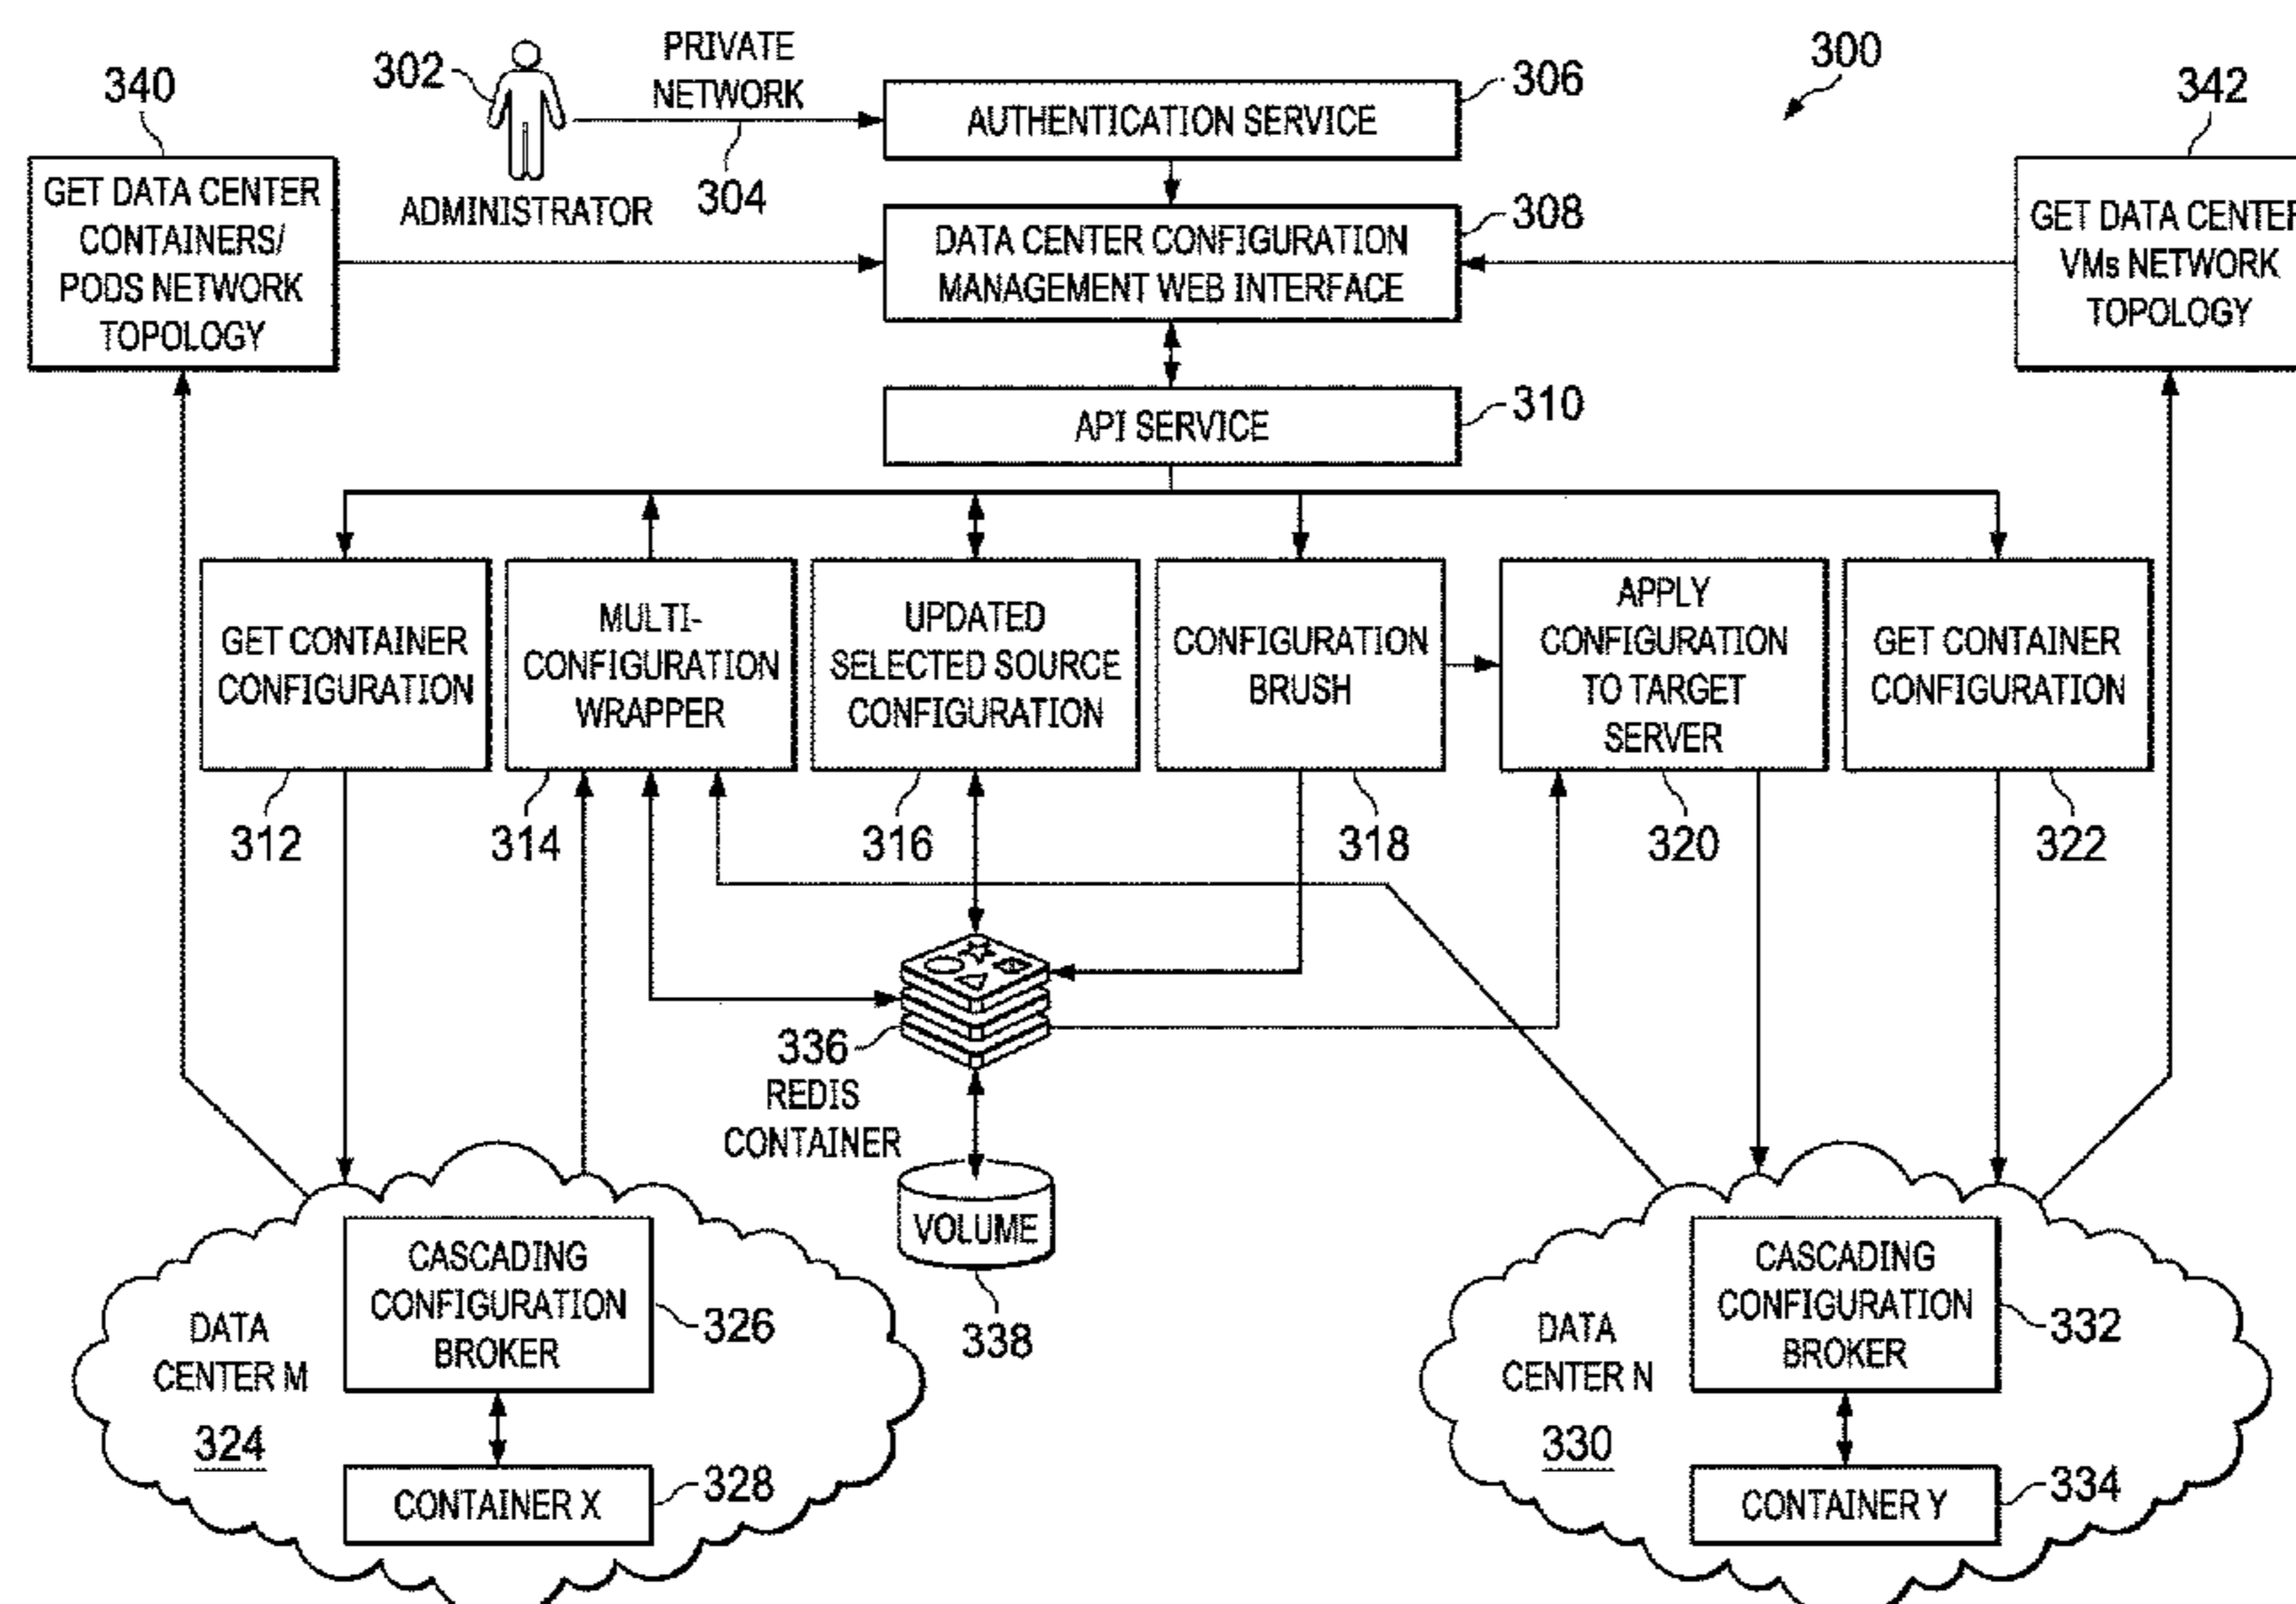 340
302
PRIVATE
NETWORK
304
ADMINISTRATOR
AUTHENTICATION SERVICE
306
300
342
GET DATA CENTER
CONTAINERS/
PODS NETWORK
TOPOLOGY
DATA CENTER CONFIGURATION
MANAGEMENT WEB INTERFACE
308
GET DATA CENTER
VMs NETWORK
TOPOLOGY
API SERVICE
310
GET CONTAINER
CONFIGURATION
312
MULTI-
CONFIGURATION
WRAPPER
314
UPDATED
SELECTED SOURCE
CONFIGURATION
316
CONFIGURATION
BRUSH
318
APPLY
CONFIGURATION
TO TARGET
SERVER
320
GET CONTAINER
CONFIGURATION
322
336
REDIS
CONTAINER
VOLUME
338
DATA
CENTER M
324
CASCADING
CONFIGURATION
BROKER
326
CONTAINER X
328
DATA
CENTER N
330
CASCADING
CONFIGURATION
BROKER
332
CONTAINER Y
334